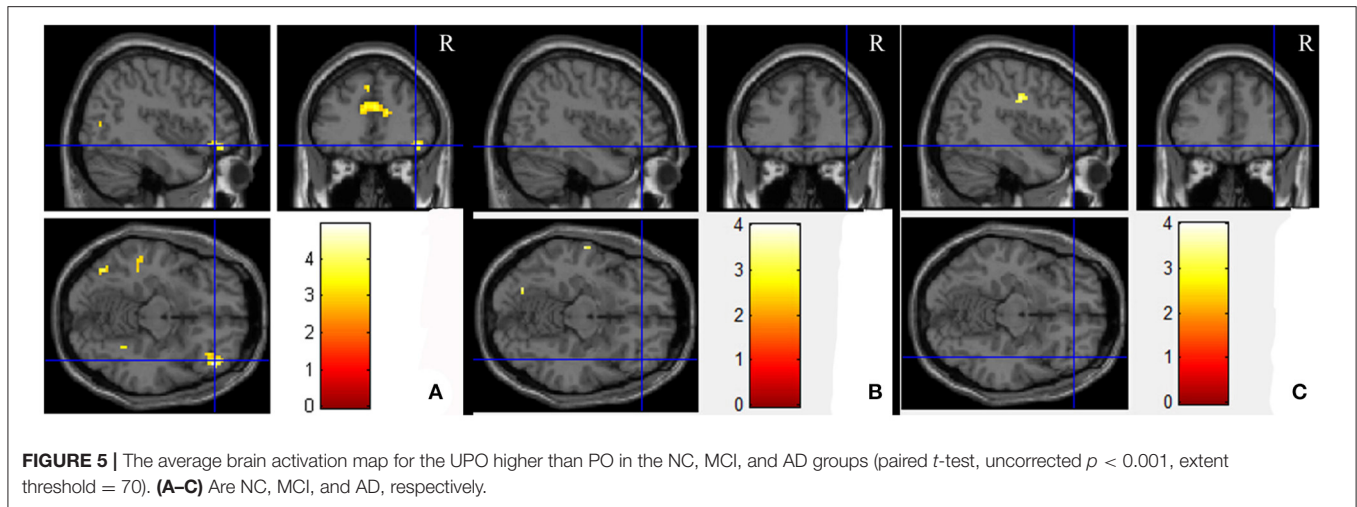 R
R
R
4
3
2
1
0
A
4
3
2
1
0
B
4
3
2
1
0
C
FIGURE 5 | The average brain activation map for the UPO higher than PO in the NC, MCI, and AD groups (paired t-test, uncorrected p < 0.001, extent
threshold = 70). (A–C) Are NC, MCI, and AD, respectively.